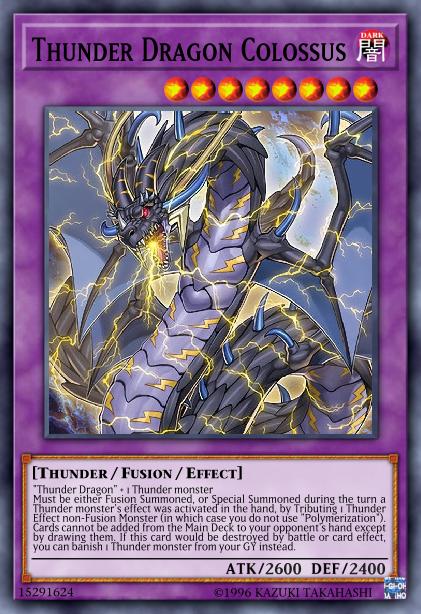 THUNDER DRAGON COLOSSUS
DARK
闇
[THUNDER / FUSION / EFFECT]
"Thunder Dragon" + 1 Thunder monster
Must be either Fusion Summoned, or Special Summoned during the turn a
Thunder monster's effect was activated in the hand, by Tributing 1 Thunder
Effect non-Fusion Monster (in which case you do not use "Polymerization").
Cards cannot be added from the Main Deck to your opponent's hand except
by drawing them. If this card would be destroyed by battle or card effect,
you can banish 1 Thunder monster from your GY instead.
ATK/2600 DEF/2400
15291624
©1996 KAZUKI TAKAHASHI